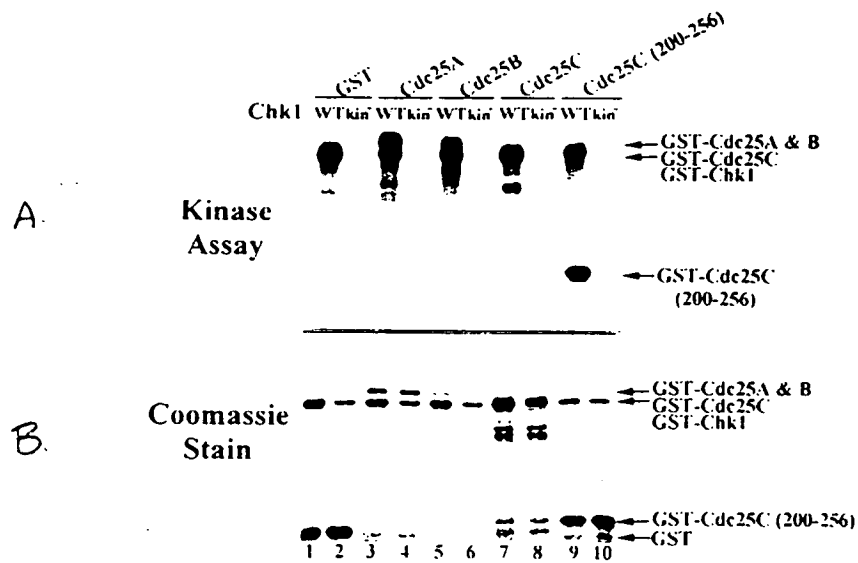 GST Cdc25A Cdc25B Cdc25C Cdc25C (200-256)
Chk1 WT kin- WT kin- WT kin- WT kin- WT kin-
GST-Cdc25A & B
GST-Cdc25C
GST-Chk1
A.
Kinase
Assay
GST-Cdc25C
(200-256)
GST-Cdc25A & B
GST-Cdc25C
GST-Chk1
B.
Coomassie
Stain
GST-Cdc25C (200-256)
GST
1 2 3 4 5 6 7 8 9 10